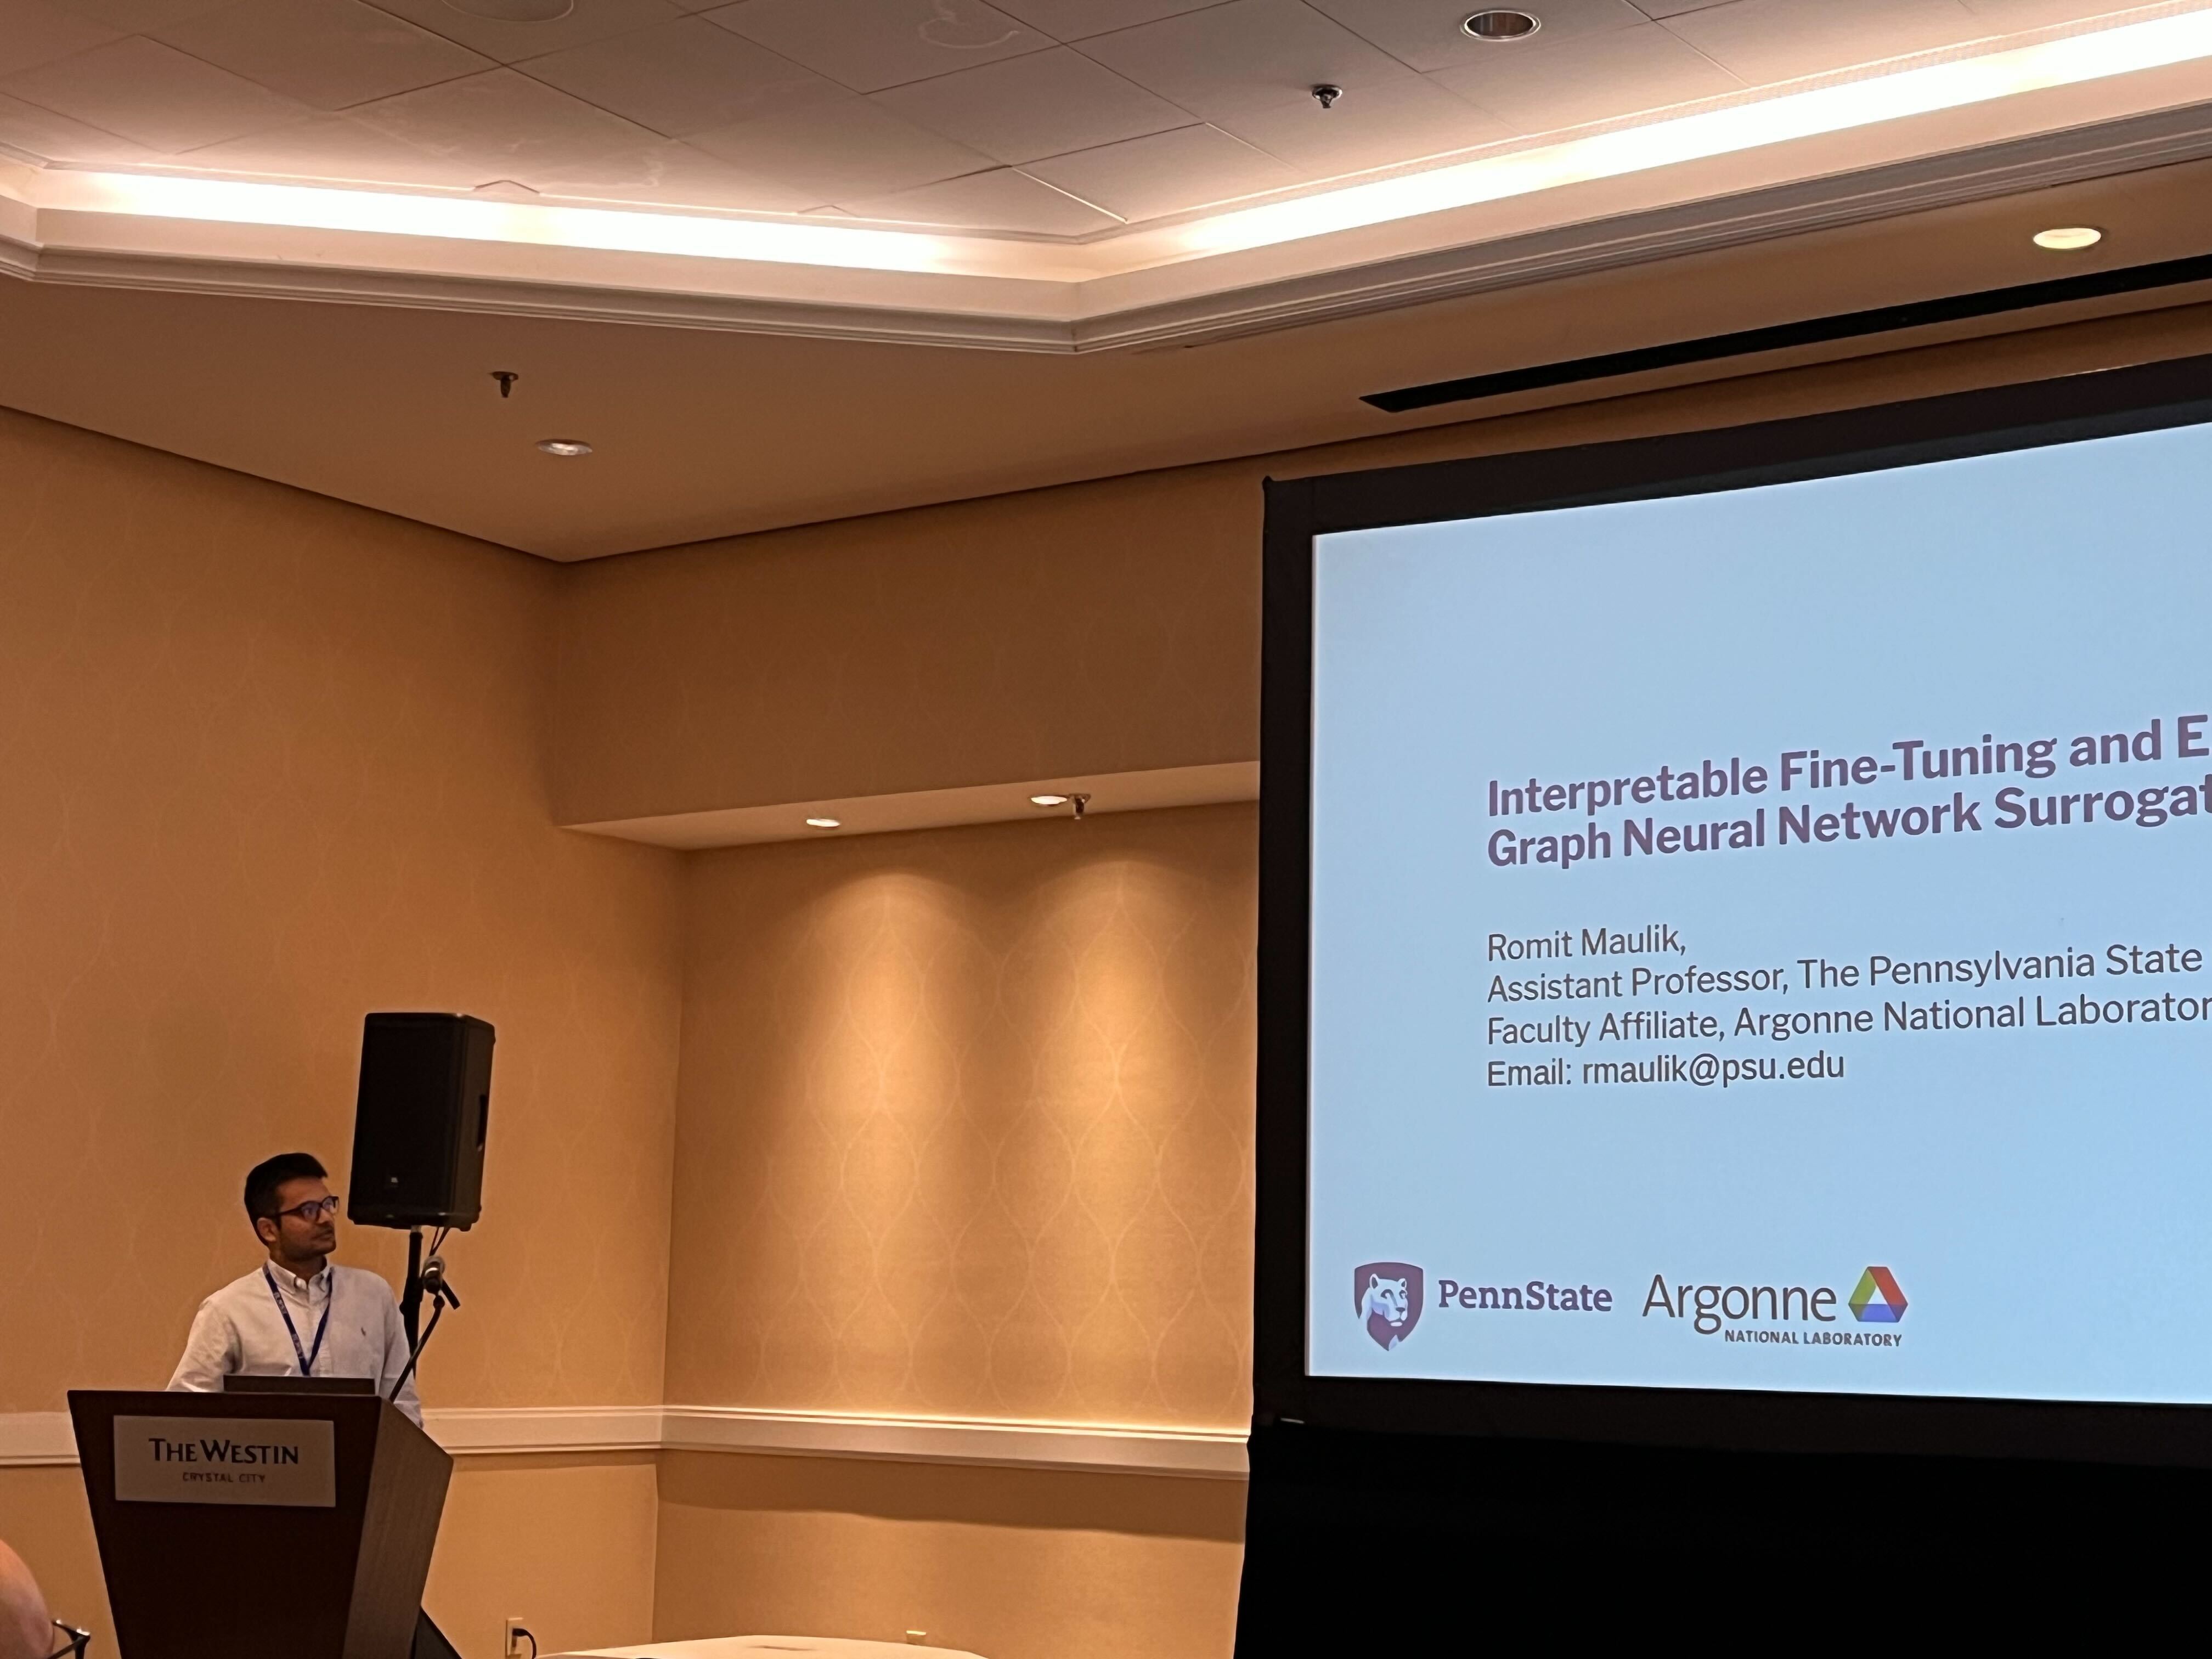 Interpretable Fine-Tuning and E
Graph Neural Network Surrogat
Romit Maulik,
Assistant Professor, The Pennsylvania State
Faculty Affiliate, Argonne National Laborator
Email: rmaulik@psu.edu
PennState
Argonne
NATIONAL LABORATORY
THE WESTIN
CRYSTAL CITY